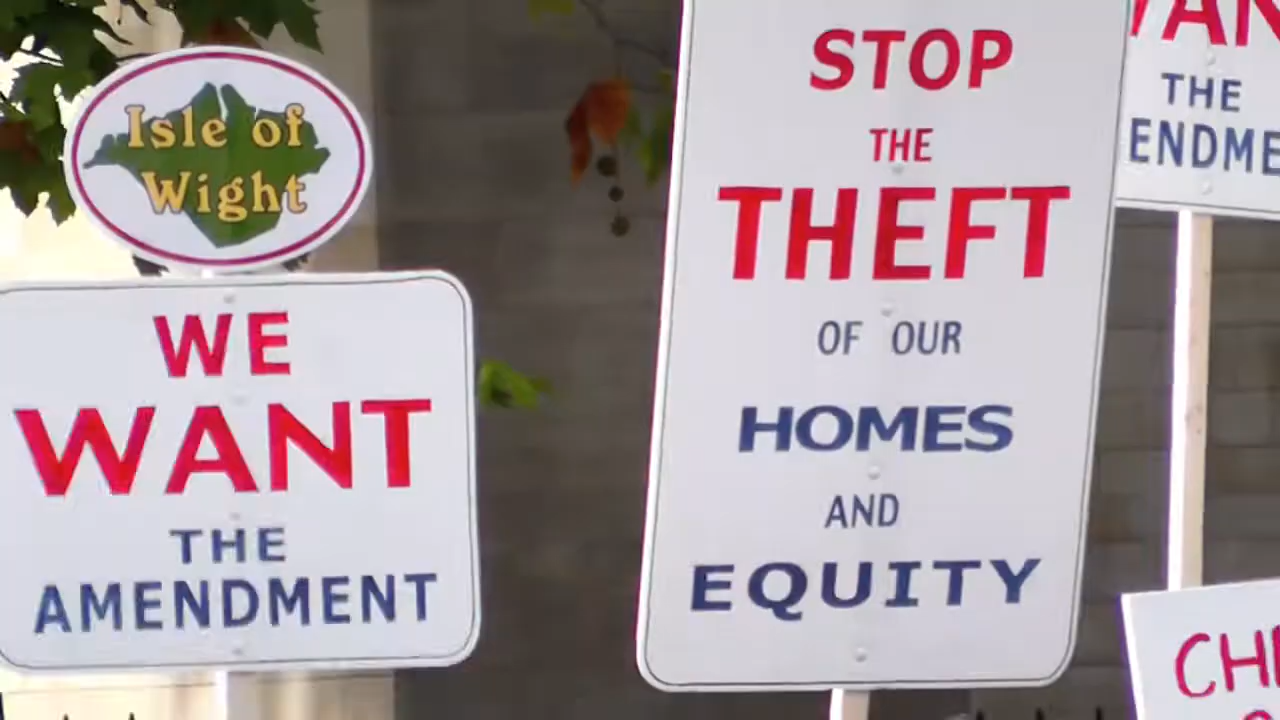 Isle of
Wight
WE
WANT
THE
AMENDMENT
STOP
THE
THEFT
OF OUR
HOMES
AND
EQUITY
THE